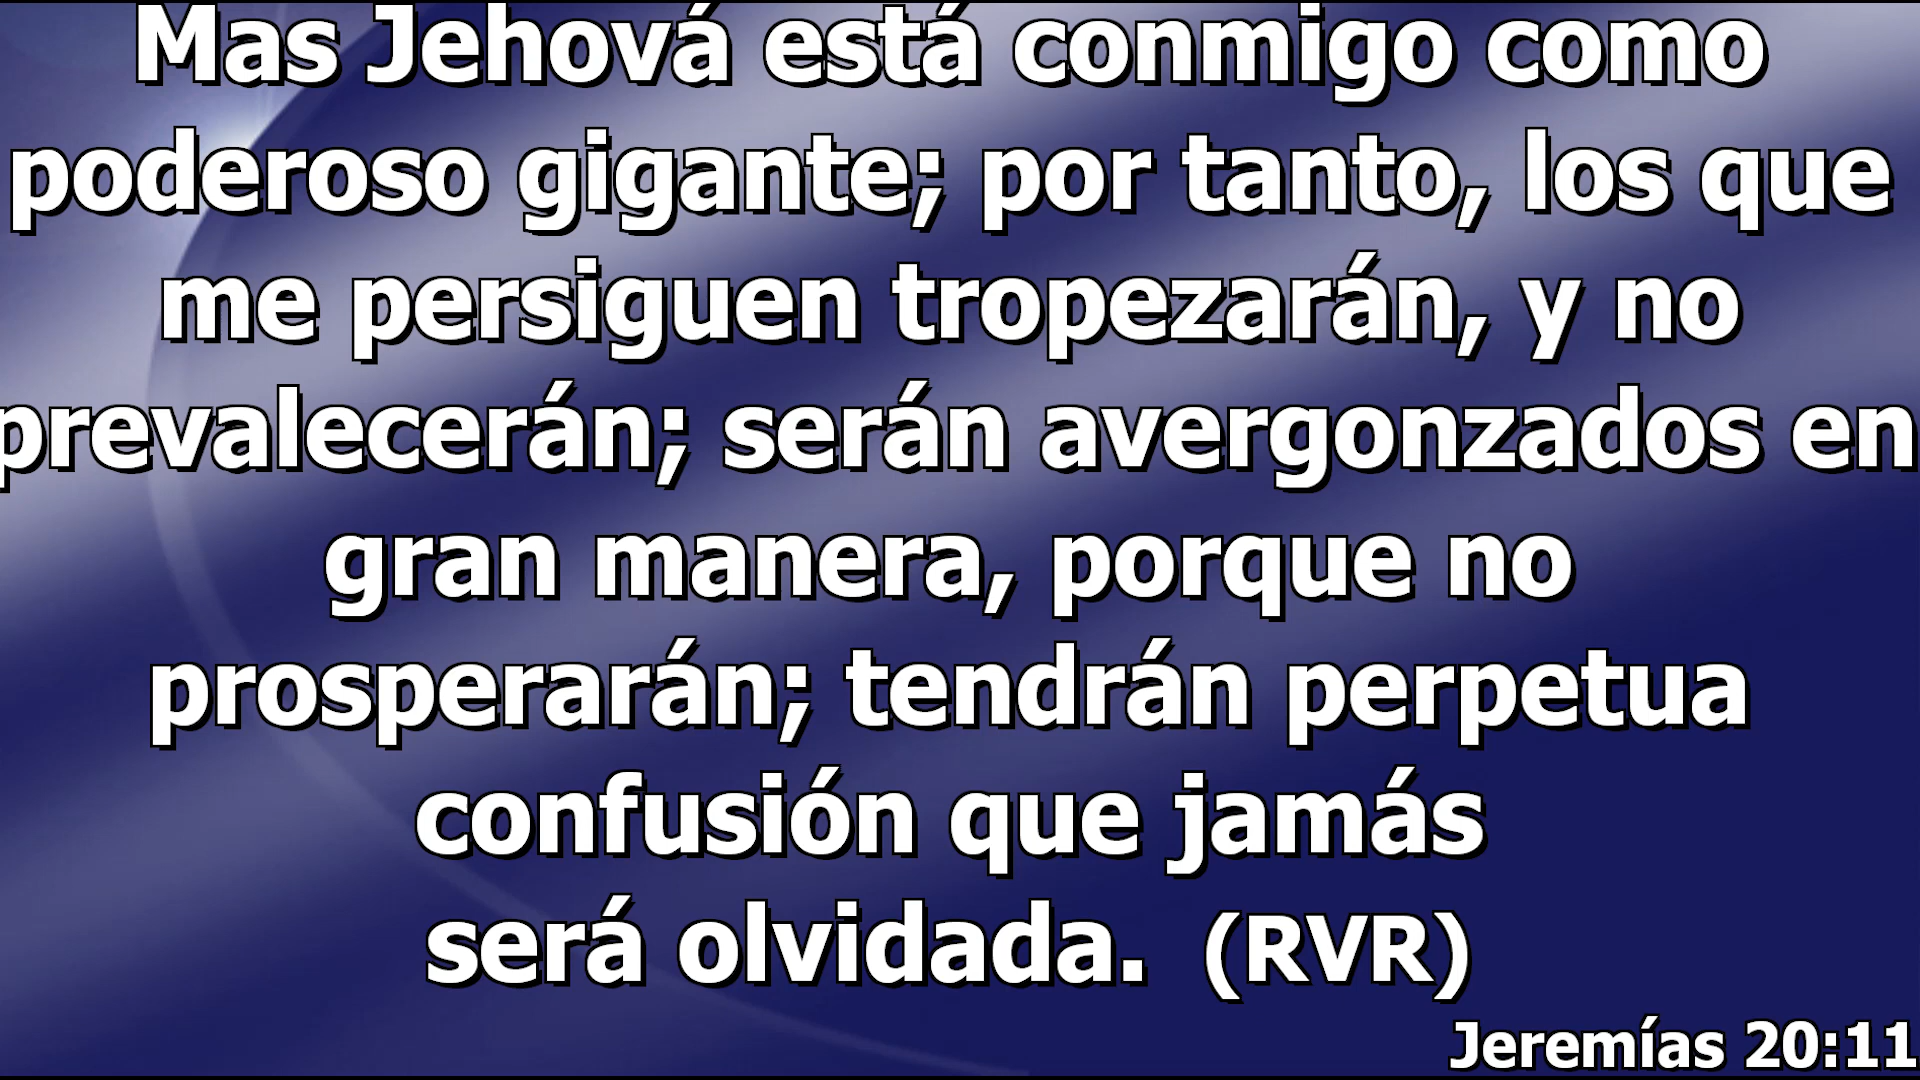 Mas Jehová está conmigo como
poderoso gigante; por tanto, los que
me persiguen tropezarán, y no
prevalecerán; serán avergonzados en
gran manera, porque no
prosperarán; tendrán perpetua
confusión que jamás
será olvidada.  (RVR)
Jeremías 20:11